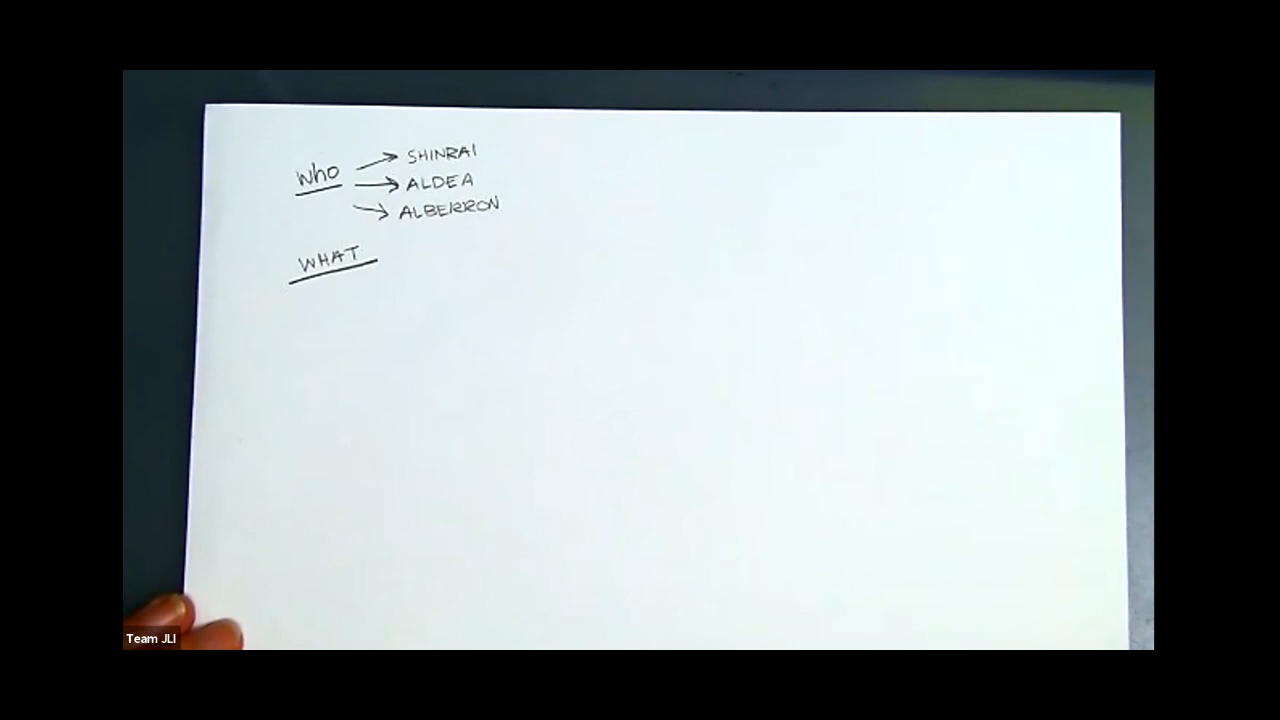 Who → SHINRAI
→ ALDEA
→ ALBERRON
WHAT
Team JLI